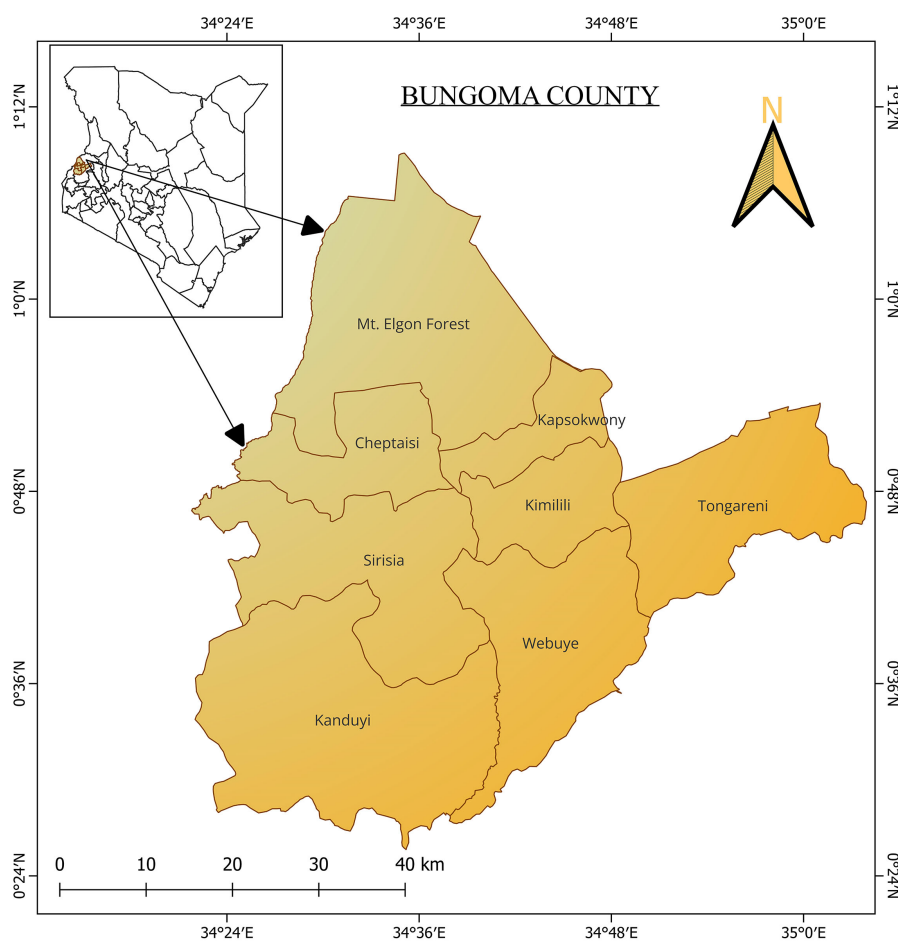 34°24′E 34°36′E 34°48′E 35°0′E
BUNGOMA COUNTY
N
1°12′N 1°12′N
1°0′N 1°0′N
Mt. Elgon Forest
Kapsokwony
Cheptaisi
0°48′N 0°48′N
Kimilili
Tongareni
Sirisia
Webuye
0°36′N 0°36′N
Kanduyi
0 10 20 30 40 km
0°24′N 0°24′N
34°24′E 34°36′E 34°48′E 35°0′E